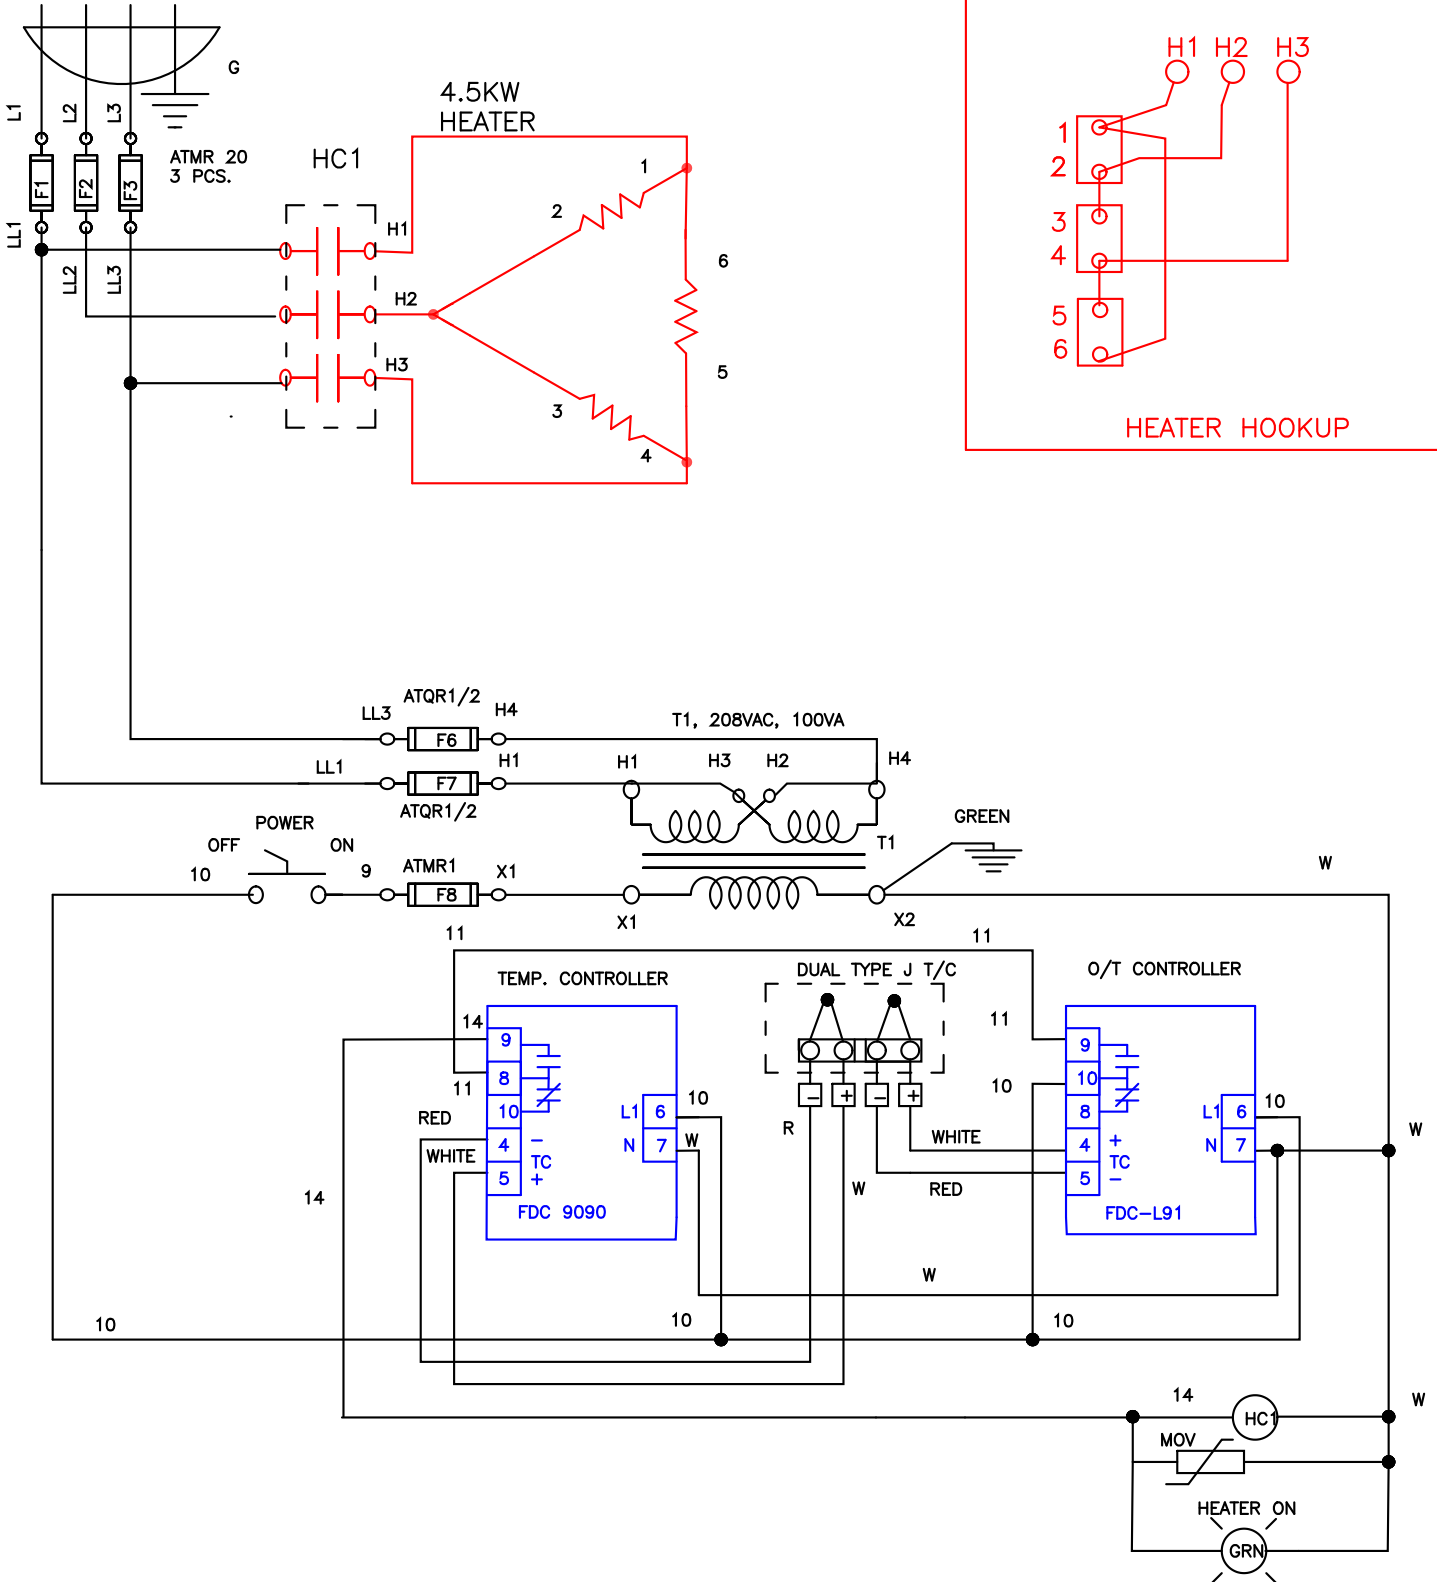 G
L1
L2
L3
ATMR 20
3 PCS.
F1
F2
F3
LL1
LL2
LL3
4.5KW
HEATER
HC1
H1
H2
H3
1
2
6
5
3
4
H1 H2 H3
1
2
3
4
5
6
HEATER HOOKUP
ATQR1/2
LL3
F6
H4
T1, 208VAC, 100VA
LL1
F7
H1
ATQR1/2
H1
H3
H2
H4
T1
GREEN
POWER
OFF
ON
10
9
ATMR1
F8
X1
X1
X2
W
11
11
TEMP. CONTROLLER
DUAL TYPE J T/C
O/T CONTROLLER
14
9
8
10
4
5
11
RED
WHITE
−
TC
+
L1
N
6
7
10
W
FDC 9090
−
+
−
+
R
W
WHITE
RED
11
10
9
10
8
4
5
+
TC
−
L1
N
6
7
10
W
FDC−L91
14
W
10
10
10
14
HC1
W
MOV
HEATER ON
GRN